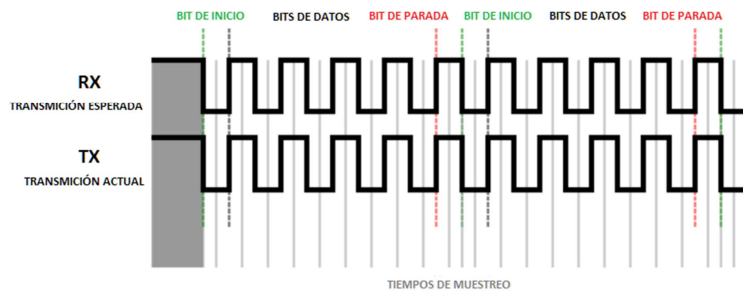 BIT DE INICIO BITS DE DATOS BIT DE PARADA BIT DE INICIO BITS DE DATOS BIT DE PARADA
RX
TRANSMICIÓN ESPERADA
TX
TRANSMICIÓN ACTUAL
TIEMPOS DE MUESTREO